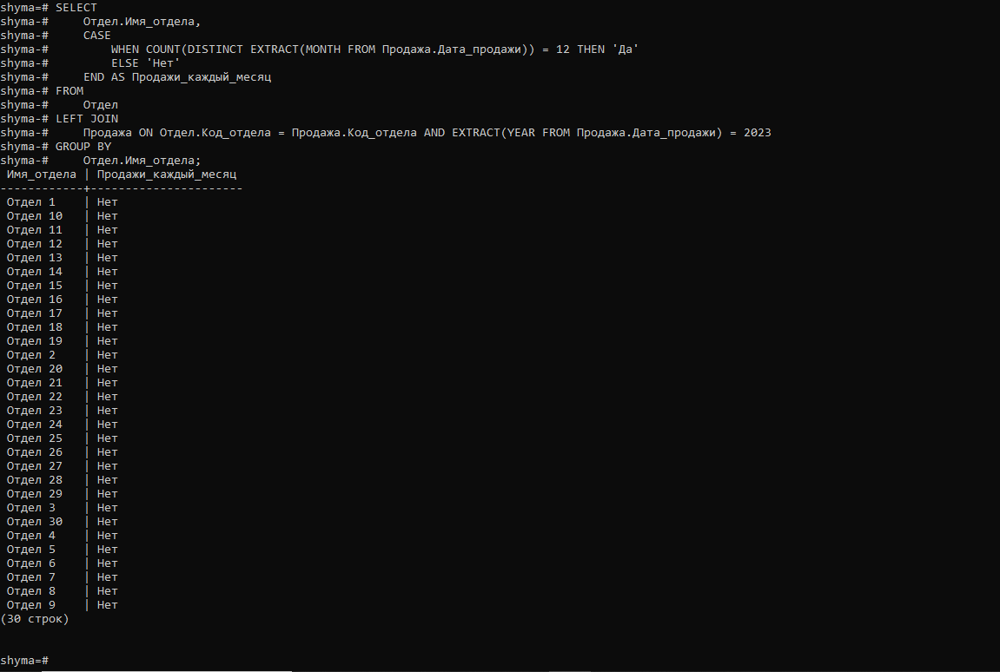 shyma=# SELECT
shyma-#     Отдел.Имя_отдела,
shyma-#     CASE
shyma-#         WHEN COUNT(DISTINCT EXTRACT(MONTH FROM Продажа.Дата_продажи)) = 12 THEN 'Да'
shyma-#         ELSE 'Нет'
shyma-#     END AS Продажи_каждый_месяц
shyma-# FROM
shyma-#     Отдел
shyma-# LEFT JOIN
shyma-#     Продажа ON Отдел.Код_отдела = Продажа.Код_отдела AND EXTRACT(YEAR FROM Продажа.Дата_продажи) = 2023
shyma-# GROUP BY
shyma-#     Отдел.Имя_отдела;
 Имя_отдела | Продажи_каждый_месяц
------------+----------------------
 Отдел 1    | Нет
 Отдел 10   | Нет
 Отдел 11   | Нет
 Отдел 12   | Нет
 Отдел 13   | Нет
 Отдел 14   | Нет
 Отдел 15   | Нет
 Отдел 16   | Нет
 Отдел 17   | Нет
 Отдел 18   | Нет
 Отдел 19   | Нет
 Отдел 2    | Нет
 Отдел 20   | Нет
 Отдел 21   | Нет
 Отдел 22   | Нет
 Отдел 23   | Нет
 Отдел 24   | Нет
 Отдел 25   | Нет
 Отдел 26   | Нет
 Отдел 27   | Нет
 Отдел 28   | Нет
 Отдел 29   | Нет
 Отдел 3    | Нет
 Отдел 30   | Нет
 Отдел 4    | Нет
 Отдел 5    | Нет
 Отдел 6    | Нет
 Отдел 7    | Нет
 Отдел 8    | Нет
 Отдел 9    | Нет
(30 строк)
shyma=#